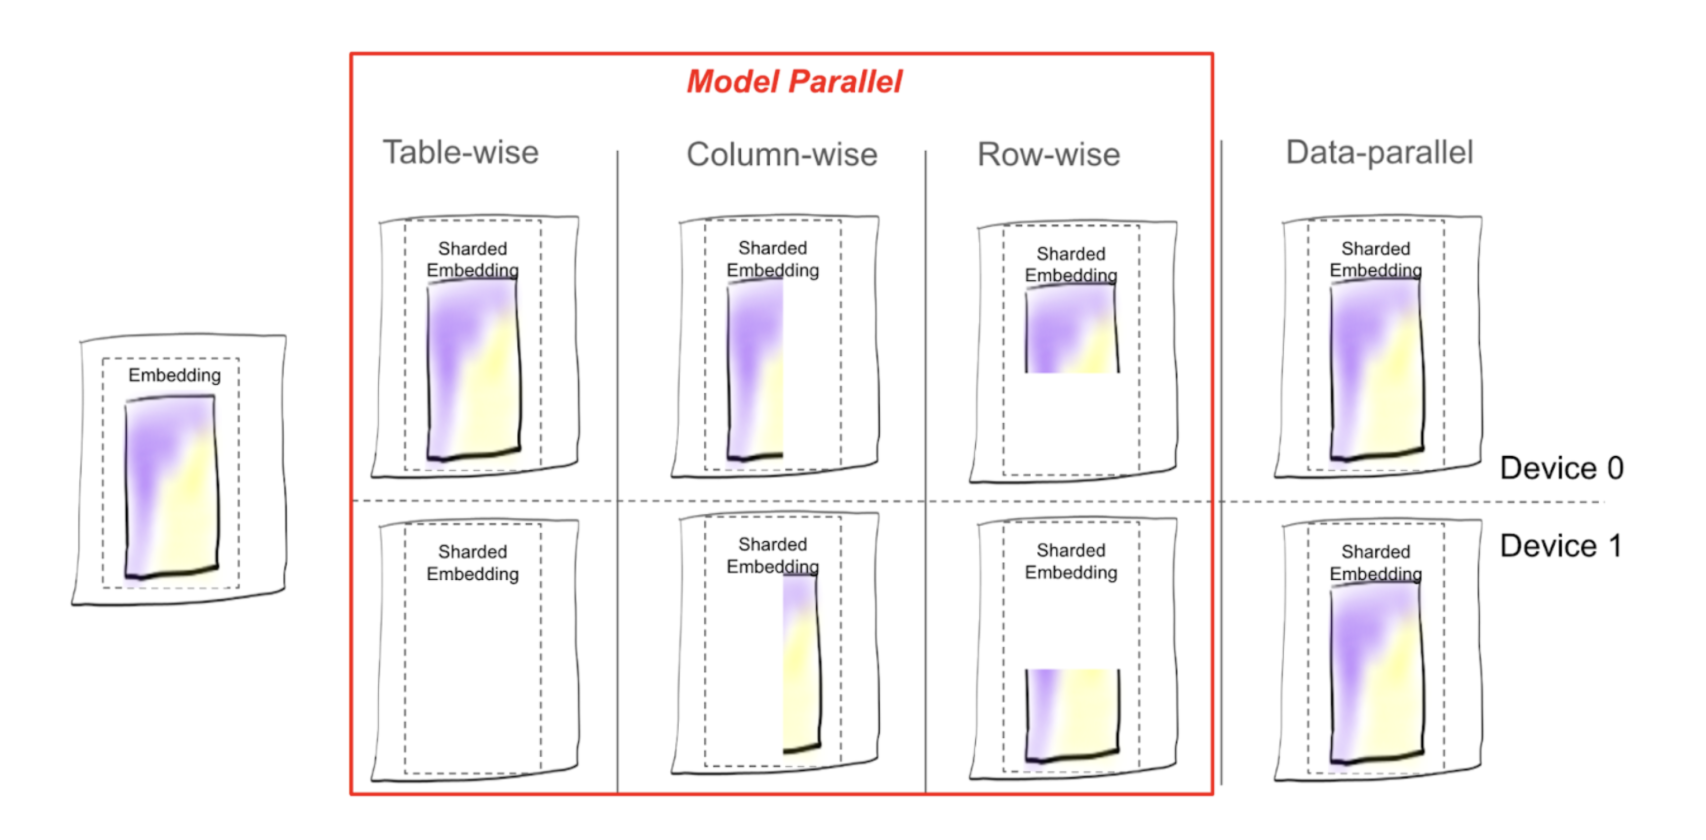 Model Parallel
Table-wise
Column-wise
Row-wise
Data-parallel
Embedding
Sharded
Embedding
Sharded
Embedding
Sharded
Embedding
Sharded
Embedding
Device 0
Sharded
Embedding
Sharded
Embedding
Sharded
Embedding
Sharded
Embedding
Device 1